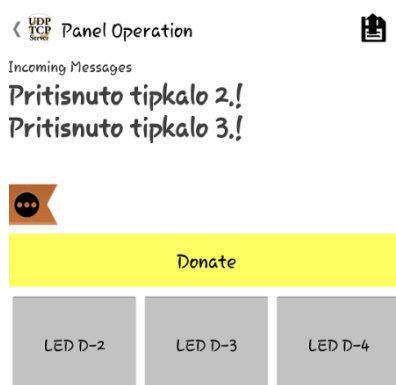 UDP
TCP
Server
Panel Operation
Incoming Messages
Pritisnuto tipkalo 2.!
Pritisnuto tipkalo 3.!
Donate
LED D-2
LED D-3
LED D-4